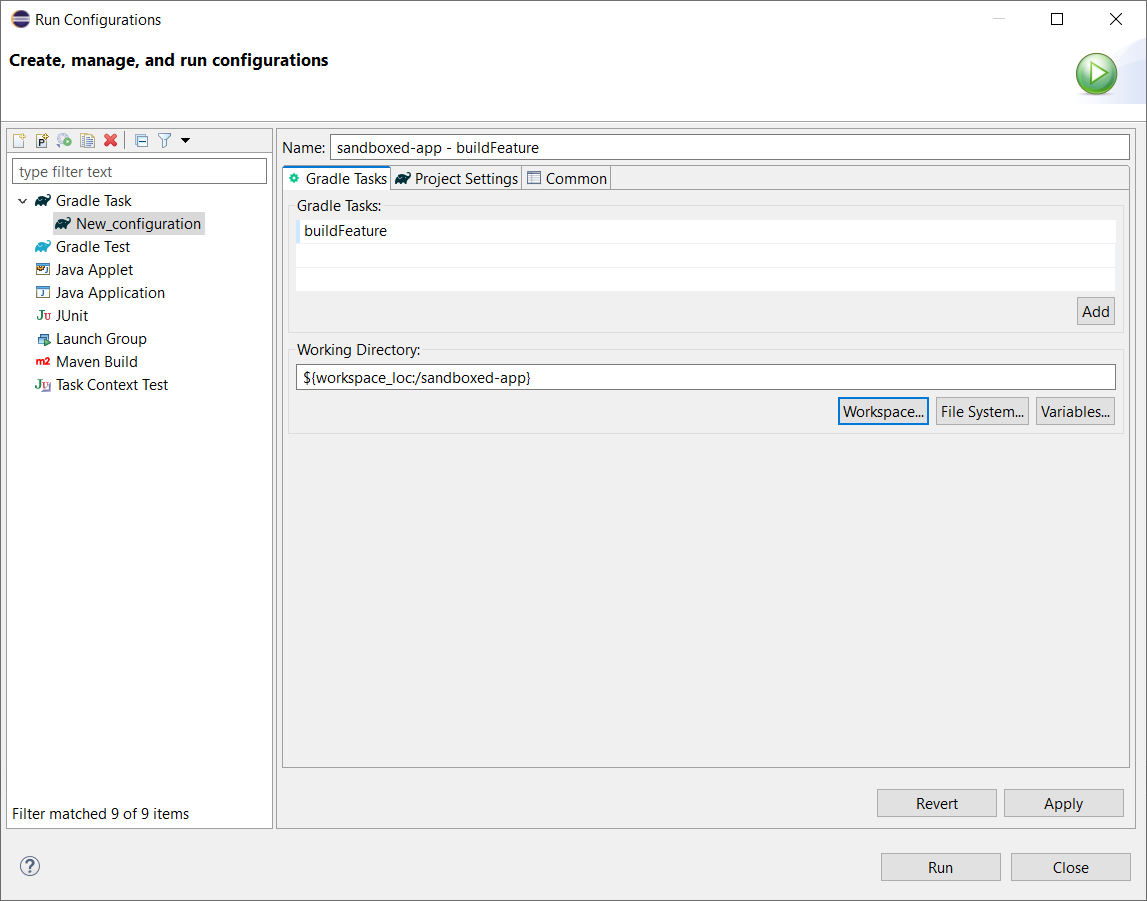 Run Configurations
Create, manage, and run configurations
type filter text
Gradle Task
New_configuration
Gradle Test
Java Applet
Java Application
Ju JUnit
Launch Group
m2 Maven Build
Task Context Test
Filter matched 9 of 9 items
Name: sandboxed-app - buildFeature
Gradle Tasks Project Settings Common
Gradle Tasks:
buildFeature
Add
Working Directory:
${workspace_loc:/sandboxed-app}
Workspace... File System... Variables...
Revert Apply
Run Close